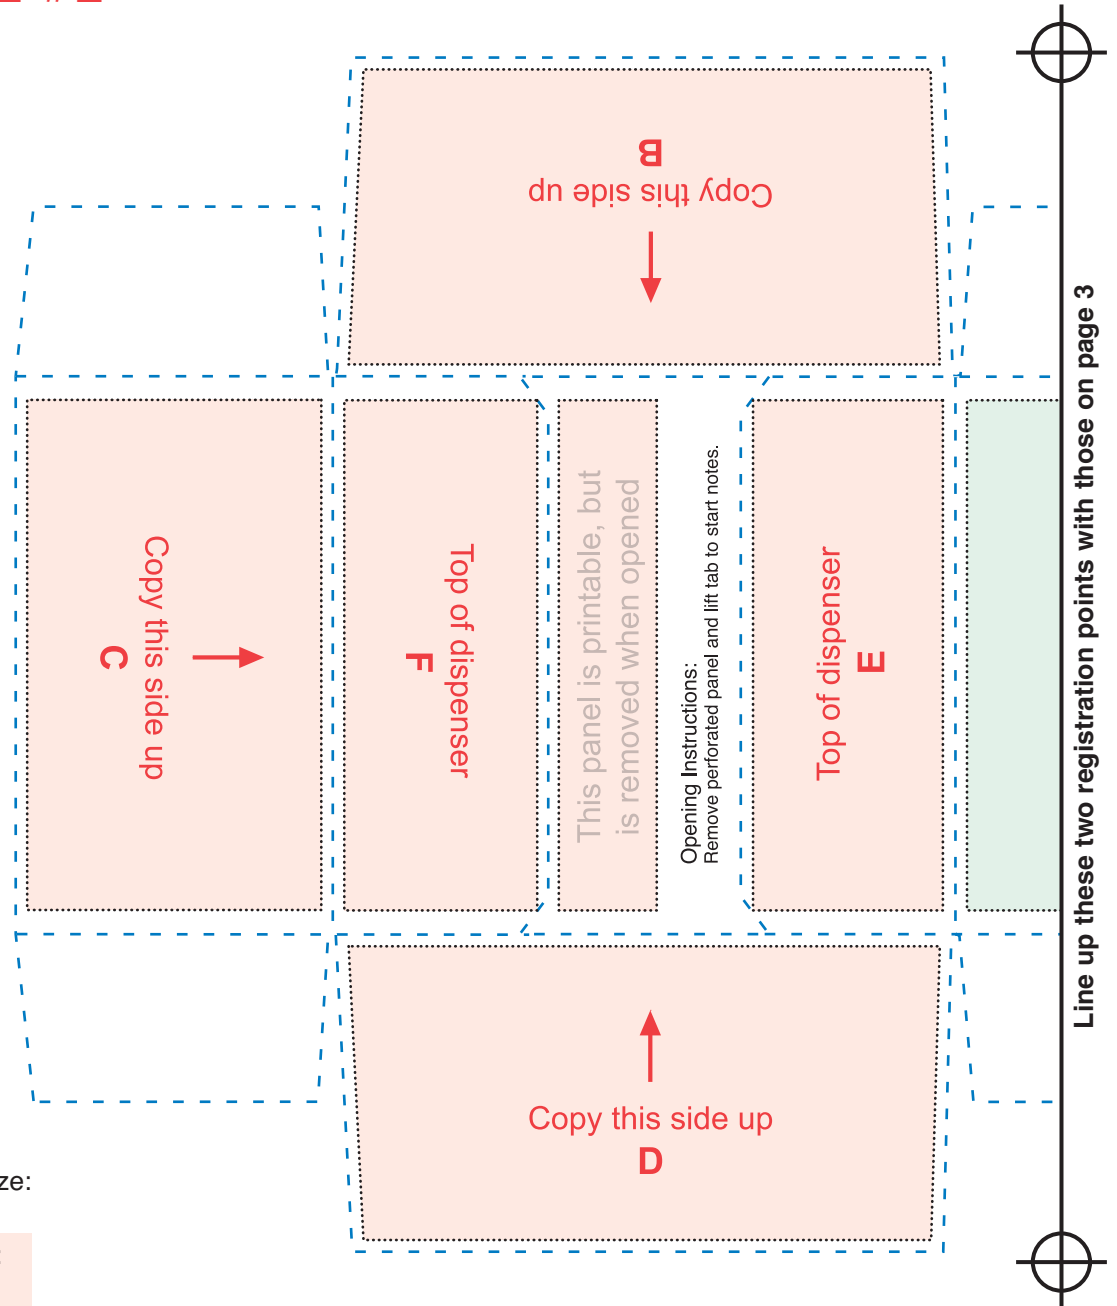 B
Copy this side up
Copy this side up
C
Top of dispenser
F
This panel is printable, but
is removed when opened
Opening Instructions:
Remove perforated panel and lift tab to start notes.
Top of dispenser
E
Line up these two registration points with those on page 3
Copy this side up
D
ze: